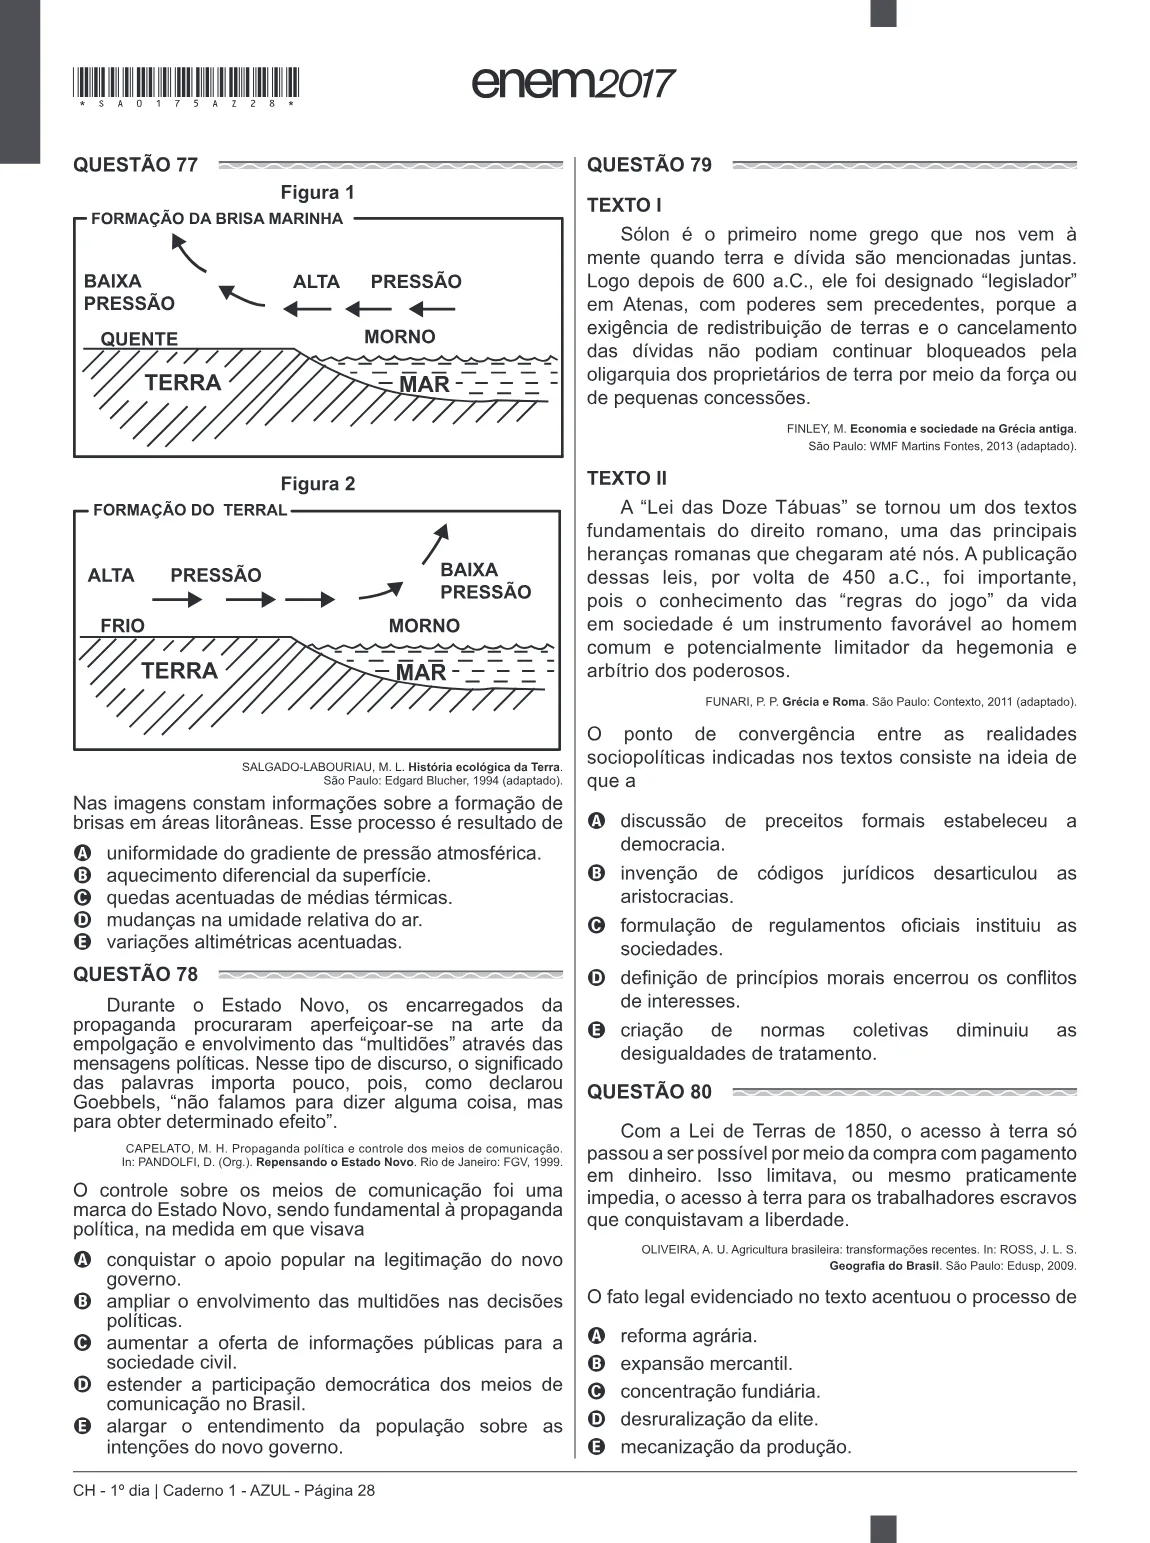 *SA0175AZ28*
enem2017
QUESTÃO 77
Figura 1
FORMAÇÃO DA BRISA MARINHA
BAIXA
PRESSÃO
ALTA PRESSÃO
QUENTE
MORNO
TERRA
MAR
Figura 2
FORMAÇÃO DO TERRAL
ALTA PRESSÃO
BAIXA
PRESSÃO
FRIO
MORNO
TERRA
MAR
SALGADO-LABOURIAU, M. L. História ecológica da Terra.
São Paulo: Edgard Blucher, 1994 (adaptado).
Nas imagens constam informações sobre a formação de
brisas em áreas litorâneas. Esse processo é resultado de
A uniformidade do gradiente de pressão atmosférica.
B aquecimento diferencial da superfície.
C quedas acentuadas de médias térmicas.
D mudanças na umidade relativa do ar.
E variações altimétricas acentuadas.
QUESTÃO 78
Durante o Estado Novo, os encarregados da
propaganda procuraram aperfeiçoar-se na arte da
empolgação e envolvimento das “multidões” através das
mensagens políticas. Nesse tipo de discurso, o significado
das palavras importa pouco, pois, como declarou
Goebbels, “não falamos para dizer alguma coisa, mas
para obter determinado efeito”.
CAPELATO, M. H. Propaganda política e controle dos meios de comunicação.
In: PANDOLFI, D. (Org.). Repensando o Estado Novo. Rio de Janeiro: FGV, 1999.
O controle sobre os meios de comunicação foi uma
marca do Estado Novo, sendo fundamental à propaganda
política, na medida em que visava
A conquistar o apoio popular na legitimação do novo
governo.
B ampliar o envolvimento das multidões nas decisões
políticas.
C aumentar a oferta de informações públicas para a
sociedade civil.
D estender a participação democrática dos meios de
comunicação no Brasil.
E alargar o entendimento da população sobre as
intenções do novo governo.
QUESTÃO 79
TEXTO I
Sólon é o primeiro nome grego que nos vem à
mente quando terra e dívida são mencionadas juntas.
Logo depois de 600 a.C., ele foi designado “legislador”
em Atenas, com poderes sem precedentes, porque a
exigência de redistribuição de terras e o cancelamento
das dívidas não podiam continuar bloqueados pela
oligarquia dos proprietários de terra por meio da força ou
de pequenas concessões.
FINLEY, M. Economia e sociedade na Grécia antiga.
São Paulo: WMF Martins Fontes, 2013 (adaptado).
TEXTO II
A “Lei das Doze Tábuas” se tornou um dos textos
fundamentais do direito romano, uma das principais
heranças romanas que chegaram até nós. A publicação
dessas leis, por volta de 450 a.C., foi importante,
pois o conhecimento das “regras do jogo” da vida
em sociedade é um instrumento favorável ao homem
comum e potencialmente limitador da hegemonia e
arbítrio dos poderosos.
FUNARI, P. P. Grécia e Roma. São Paulo: Contexto, 2011 (adaptado).
O ponto de convergência entre as realidades
sociopolíticas indicadas nos textos consiste na ideia de
que a
A discussão de preceitos formais estabeleceu a
democracia.
B invenção de códigos jurídicos desarticulou as
aristocracias.
C formulação de regulamentos oficiais instituiu as
sociedades.
D definição de princípios morais encerrou os conflitos
de interesses.
E criação de normas coletivas diminuiu as
desigualdades de tratamento.
QUESTÃO 80
Com a Lei de Terras de 1850, o acesso à terra só
passou a ser possível por meio da compra com pagamento
em dinheiro. Isso limitava, ou mesmo praticamente
impedia, o acesso à terra para os trabalhadores escravos
que conquistavam a liberdade.
OLIVEIRA, A. U. Agricultura brasileira: transformações recentes. In: ROSS, J. L. S.
Geografia do Brasil. São Paulo: Edusp, 2009.
O fato legal evidenciado no texto acentuou o processo de
A reforma agrária.
B expansão mercantil.
C concentração fundiária.
D desruralização da elite.
E mecanização da produção.
CH - 1º dia | Caderno 1 - AZUL - Página 28